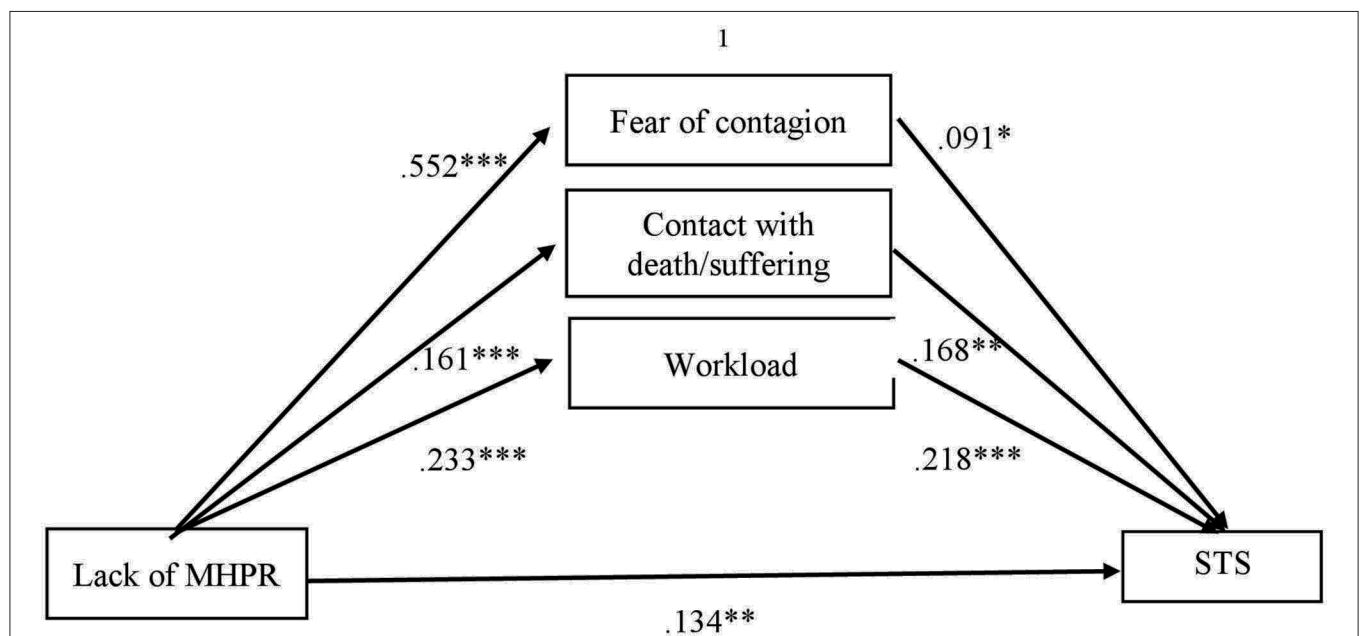 1
Fear of contagion
.552***
.091*
Contact with
death/suffering
.161***
Workload
.168**
.233***
.218***
Lack of MHPR
STS
.134**